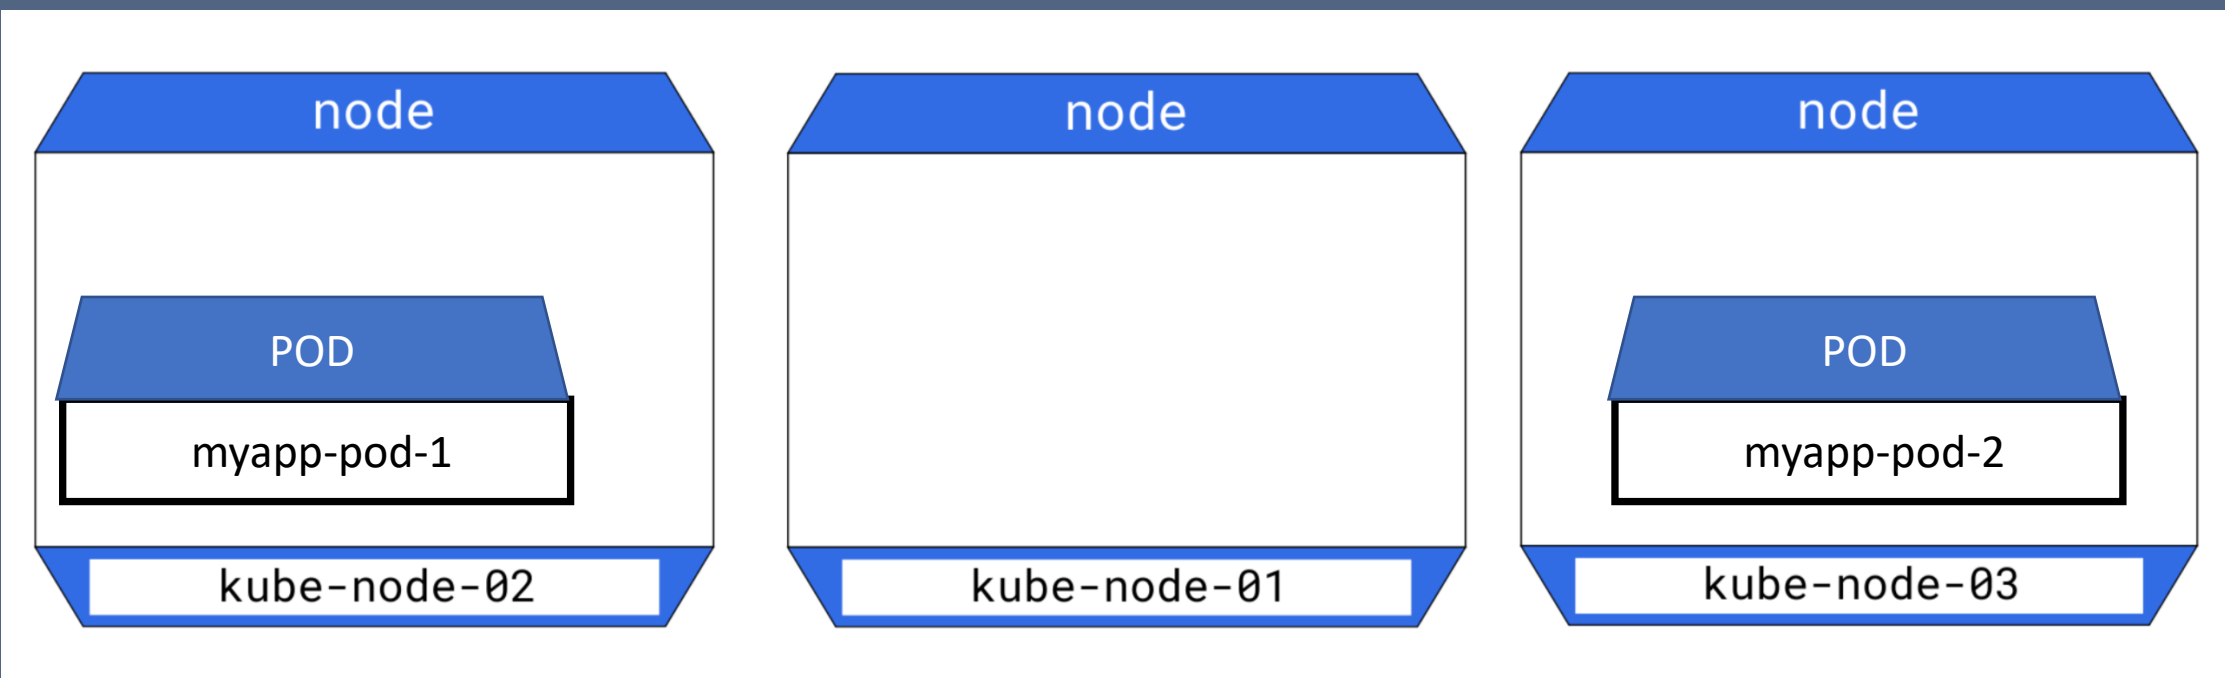 node
POD
myapp-pod-1
kube-node-02
node
kube-node-01
node
POD
myapp-pod-2
kube-node-03